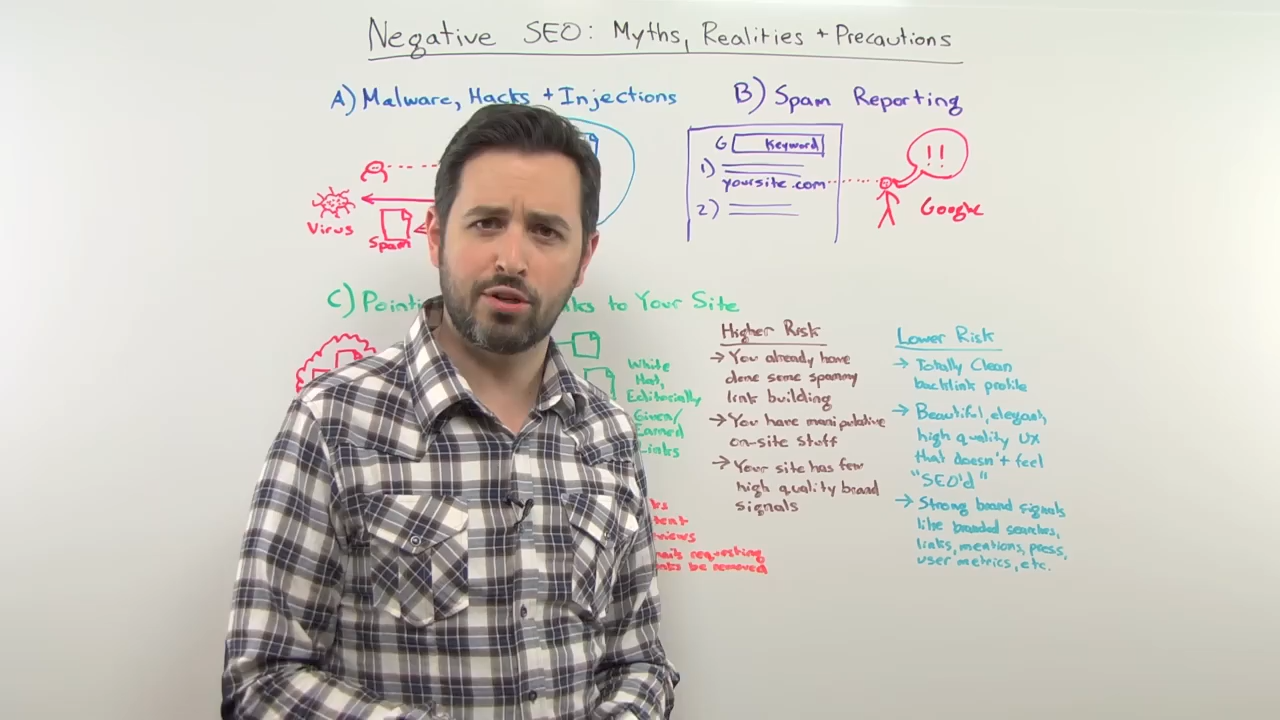 Negative SEO: Myths, Realities + Precautions
A) Malware, Hacks + Injections
Virus
Spam
B) Spam Reporting
G Keyword
1)
yoursite.com
2)
!!
Google
C) Pointi
ks to Your Site
White
Hat,
Editorially
Given/
Earned
Links
views
requesting
be removed
Higher Risk
→ You already have
done some spammy
link building
→ You have manipulative
on-site stuff
→ Your site has few
high quality brand
signals
Lower Risk
→ Totally Clean
backlink profile
→ Beautiful, elegant,
high quality UX
that doesn't feel
"SEO'd"
→ Strong brand signals
like branded searches,
links, mentions, press,
user metrics, etc.